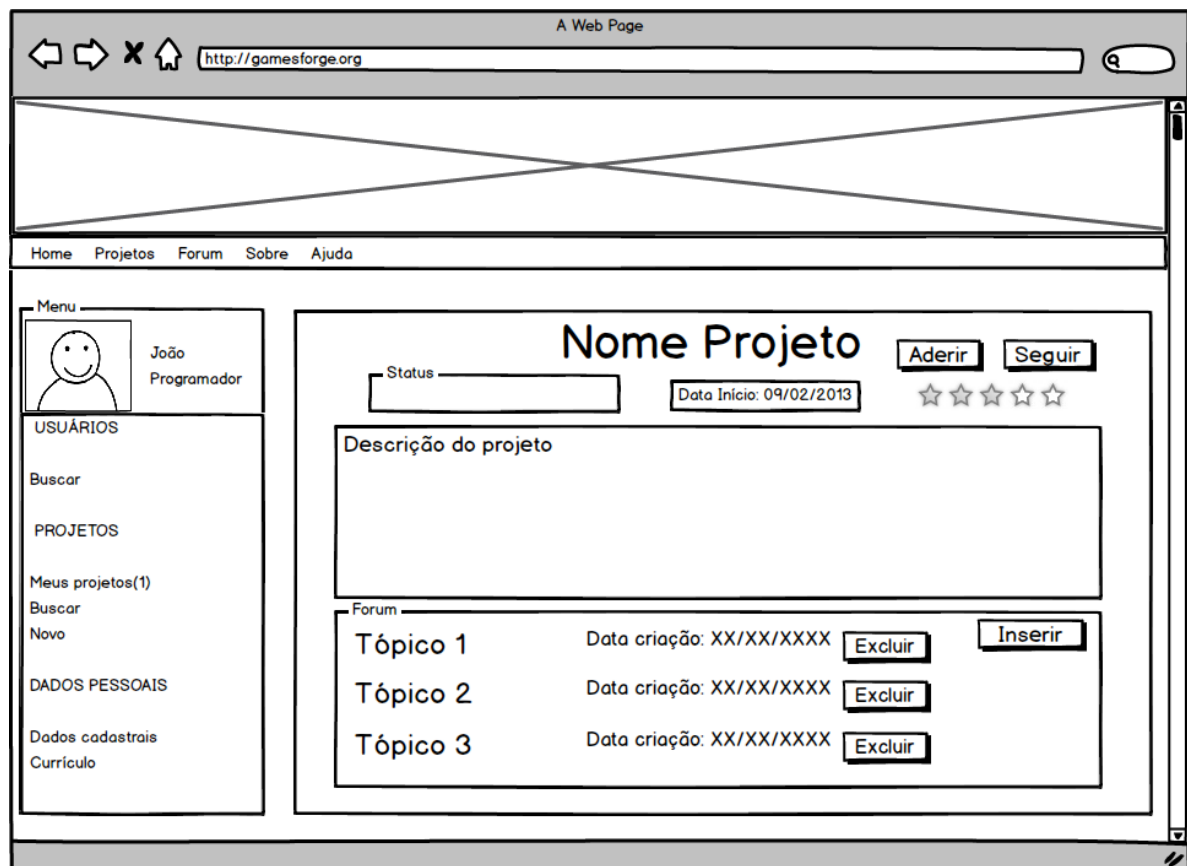 A Web Page
http://gamesforge.org
Home Projetos Forum Sobre Ajuda
Menu
João
Programador
USUÁRIOS
Buscar
PROJETOS
Meus projetos(1)
Buscar
Novo
DADOS PESSOAIS
Dados cadastrais
Currículo
Nome Projeto
Aderir Seguir
Status
Data Início: 09/02/2013
Descrição do projeto
Forum
Inserir
Tópico 1 Data criação: XX/XX/XXXX Excluir
Tópico 2 Data criação: XX/XX/XXXX Excluir
Tópico 3 Data criação: XX/XX/XXXX Excluir